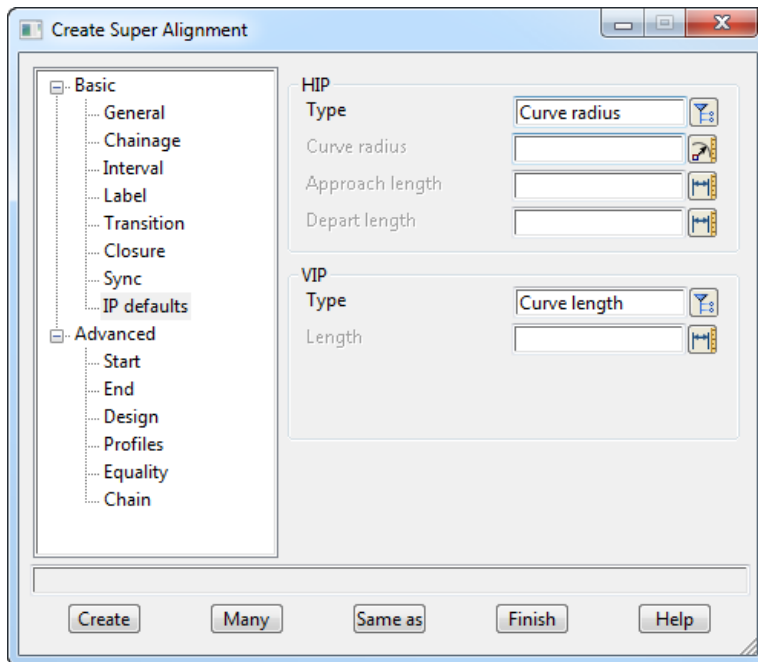 Create Super Alignment
Basic
General
Chainage
Interval
Label
Transition
Closure
Sync
IP defaults
Advanced
Start
End
Design
Profiles
Equality
Chain
HIP
Type
Curve radius
Curve radius
Approach length
Depart length
VIP
Type
Curve length
Length
Create
Many
Same as
Finish
Help